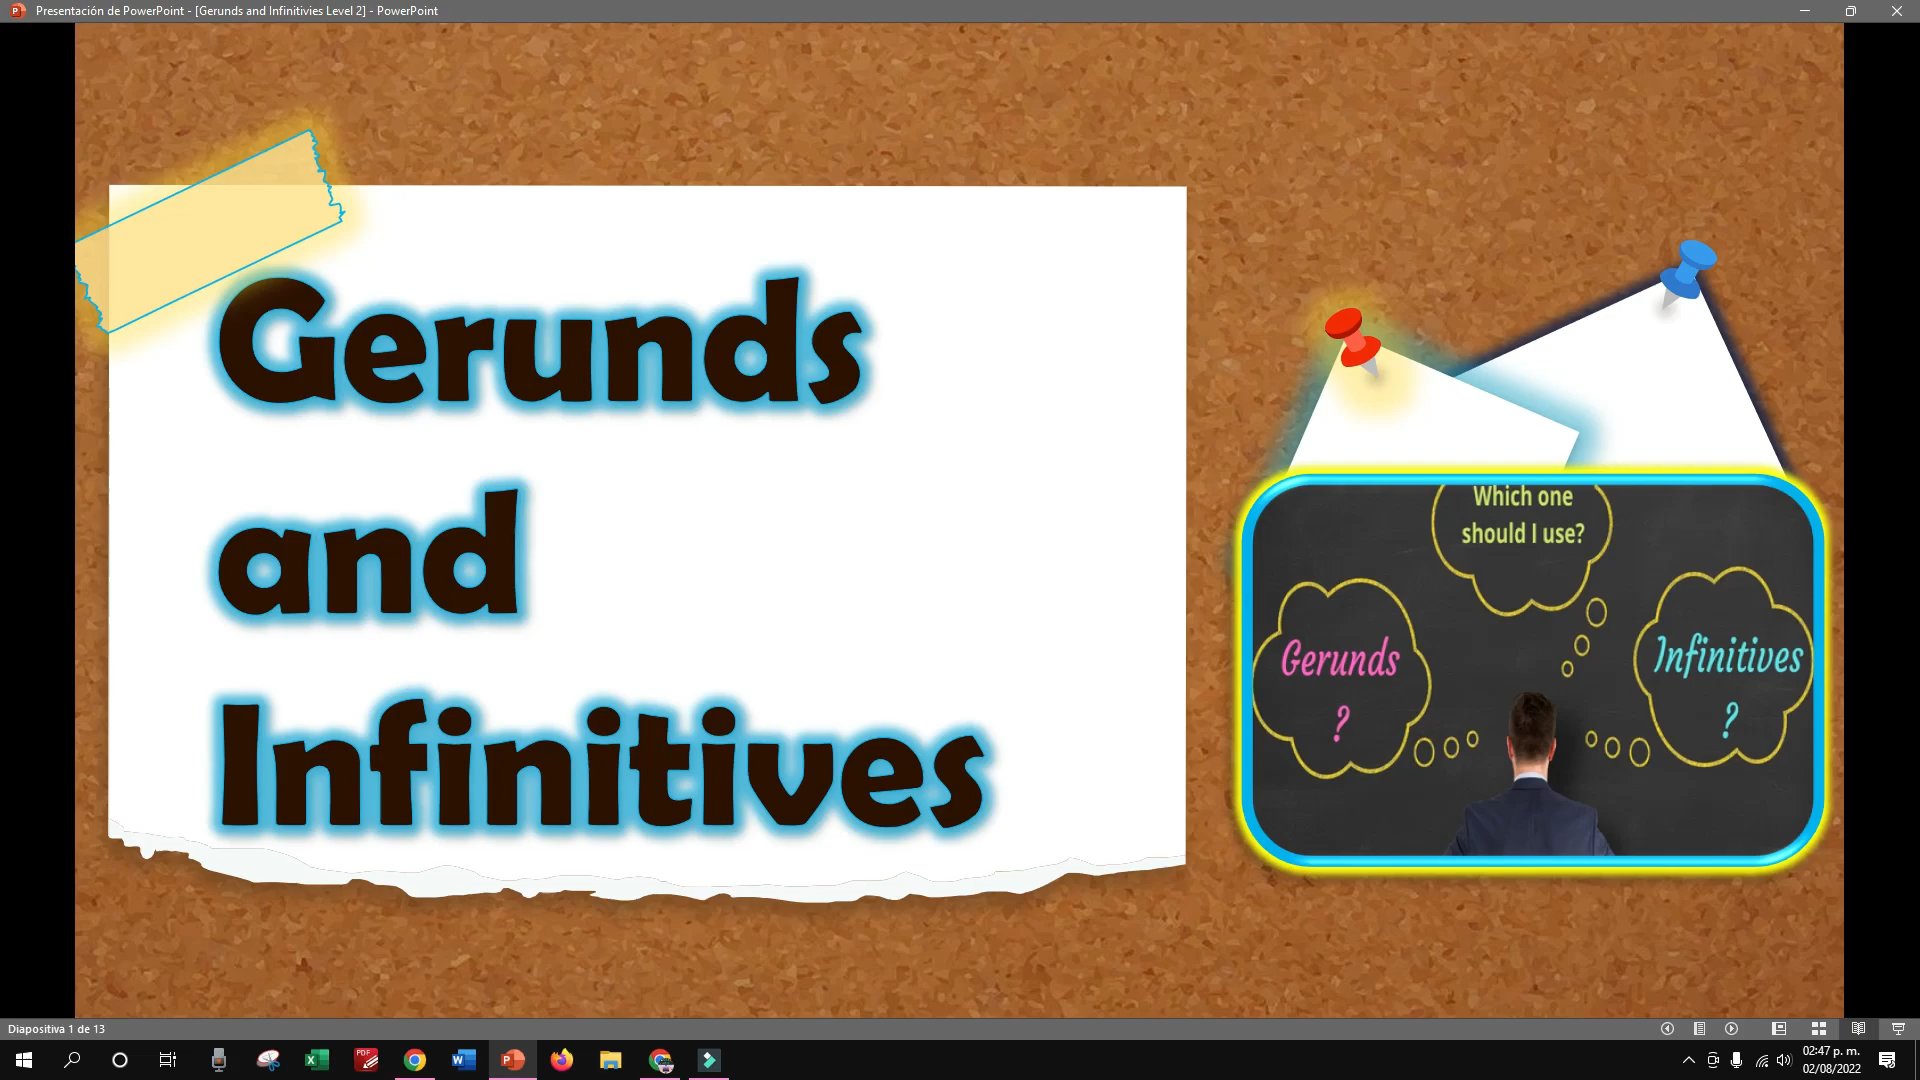 Presentación de PowerPoint - [Gerunds and Infinitivies Level 2] - PowerPoint
Gerunds
and
Infinitives
Which one
should I use?
Gerunds
?
Infinitives
?
Diapositiva 1 de 13
PDF
02:47 p. m.
02/08/2022